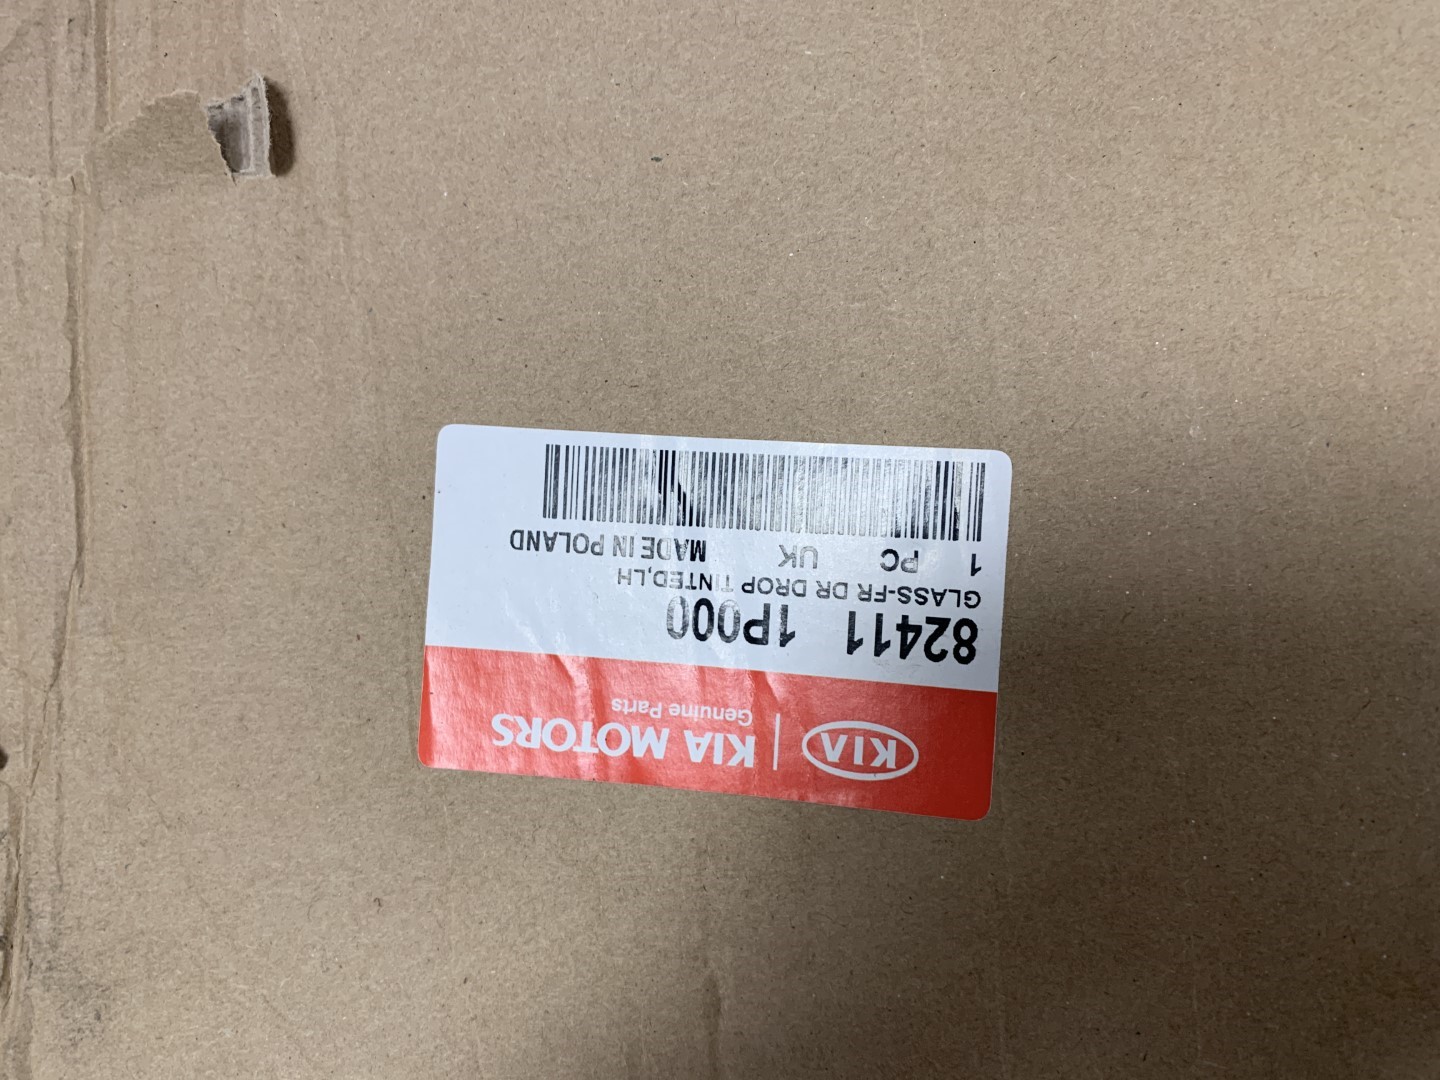 KIA KIA MOTORS
Genuine Parts
82411 1P000
GLASS-FR DR DROP TINTED,LH
1 PC UK MADE IN POLAND